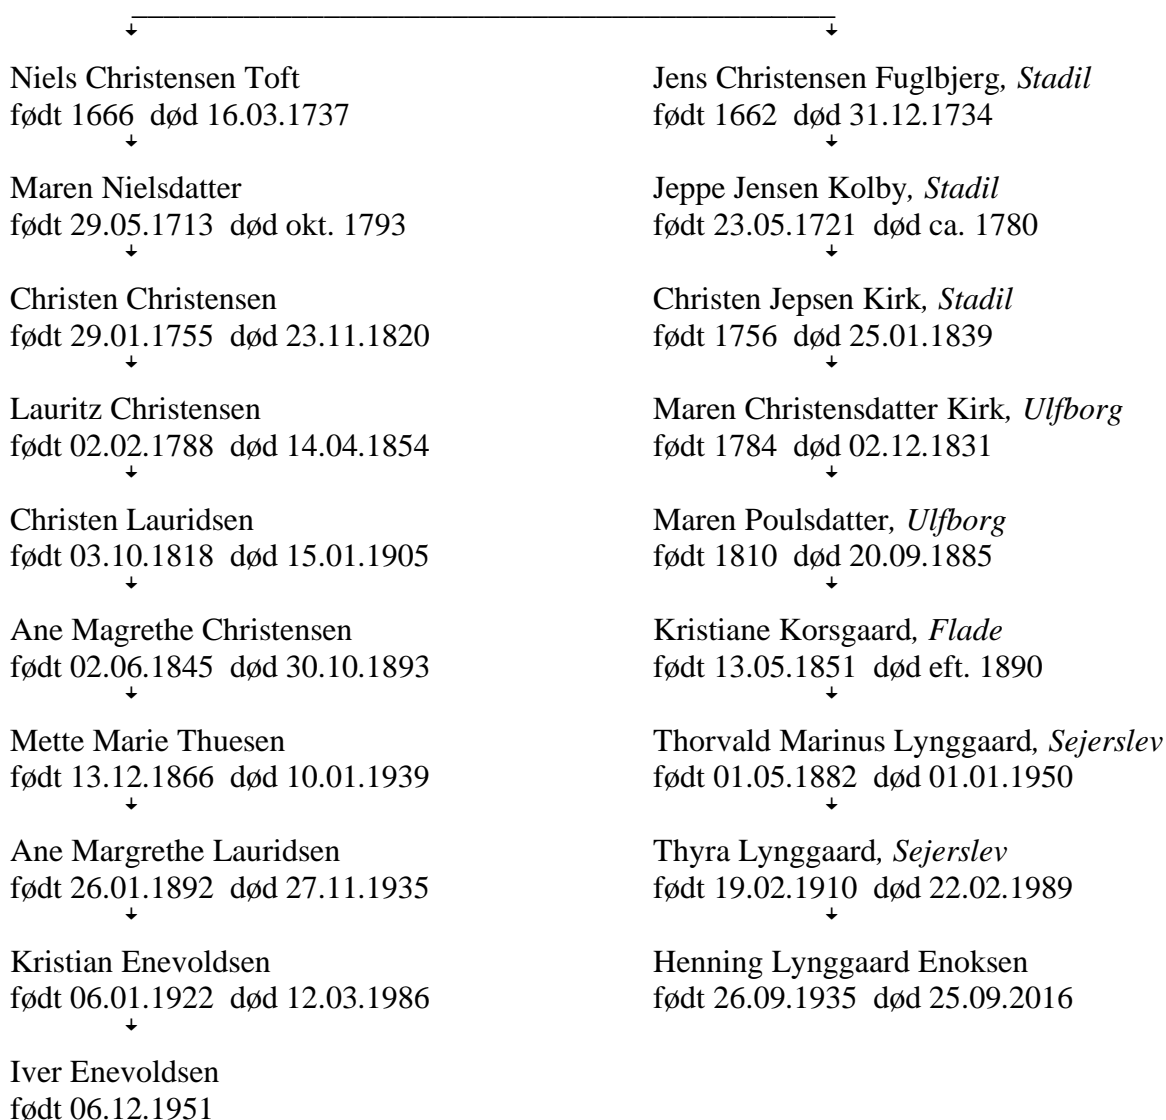 Niels Christensen Toft
født 1666 død 16.03.1737
Maren Nielsdatter
født 29.05.1713 død okt. 1793
Christen Christensen
født 29.01.1755 død 23.11.1820
Lauritz Christensen
født 02.02.1788 død 14.04.1854
Christen Lauridsen
født 03.10.1818 død 15.01.1905
Ane Magrethe Christensen
født 02.06.1845 død 30.10.1893
Mette Marie Thuesen
født 13.12.1866 død 10.01.1939
Ane Margrethe Lauridsen
født 26.01.1892 død 27.11.1935
Kristian Enevoldsen
født 06.01.1922 død 12.03.1986
Iver Enevoldsen
født 06.12.1951
Jens Christensen Fuglbjerg, Stadil
født 1662 død 31.12.1734
Jeppe Jensen Kolby, Stadil
født 23.05.1721 død ca. 1780
Christen Jepsen Kirk, Stadil
født 1756 død 25.01.1839
Maren Christensdatter Kirk, Ulfborg
født 1784 død 02.12.1831
Maren Poulsdatter, Ulfborg
født 1810 død 20.09.1885
Kristiane Korsgaard, Flade
født 13.05.1851 død eft. 1890
Thorvald Marinus Lynggaard, Sejerslev
født 01.05.1882 død 01.01.1950
Thyra Lynggaard, Sejerslev
født 19.02.1910 død 22.02.1989
Henning Lynggaard Enoksen
født 26.09.1935 død 25.09.2016